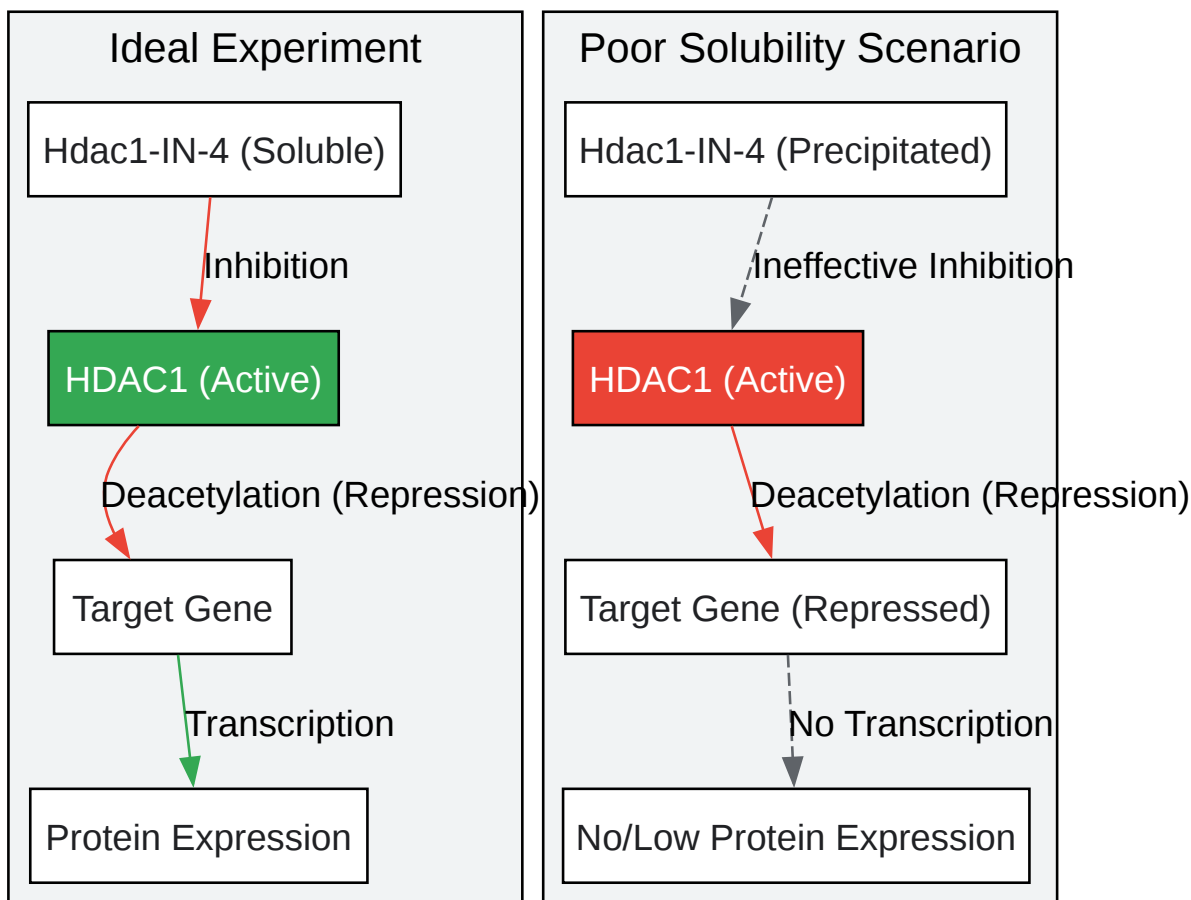 Ideal Experiment
Hdac1-IN-4 (Soluble)
Inhibition
HDAC1 (Active)
Deacetylation (Repression)
Target Gene
Transcription
Protein Expression
Poor Solubility Scenario
Hdac1-IN-4 (Precipitated)
Ineffective Inhibition
HDAC1 (Active)
Deacetylation (Repression)
Target Gene (Repressed)
No Transcription
No/Low Protein Expression